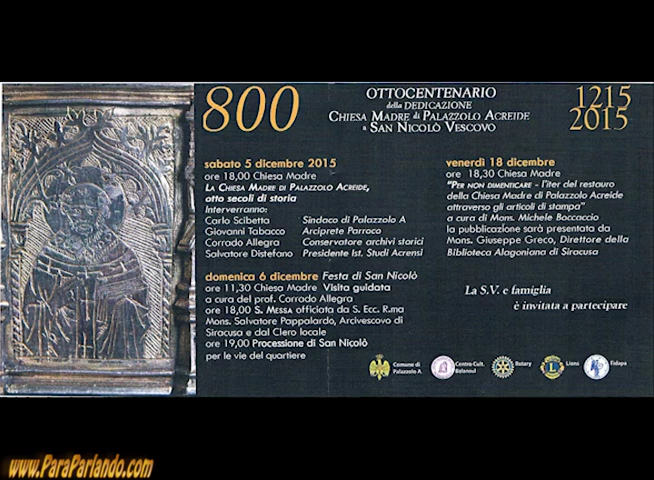 800
OTTOCENTENARIO
della DEDICAZIONE
CHIESA MADRE di PALAZZOLO ACREIDE
a SAN NICOLÒ VESCOVO
1215
2015
sabato 5 dicembre 2015
ore 18,00 Chiesa Madre
LA CHIESA MADRE DI PALAZZOLO ACREIDE,
otto secoli di storia
Interverranno:
Carlo Scibetta Sindaco di Palazzolo A
Giovanni Tabacco Arciprete Parroco
Corrado Allegra Conservatore archivi storici
Salvatore Distefano Presidente Ist. Studi Acrensi
domenica 6 dicembre Festa di San Nicolò
ore 11,30 Chiesa Madre Visita guidata
a cura del prof. Corrado Allegra
ore 18,00 S. MESSA officiata da S. Ecc. R.ma
Mons. Salvatore Pappalardo, Arcivescovo di
Siracusa e dal Clero locale
ore 19,00 Processione di San Nicolò
per le vie del quartiere
venerdì 18 dicembre
ore 18,30 Chiesa Madre
"PER NON DIMENTICARE - l'iter del restauro
della Chiesa Madre di Palazzolo Acreide
attraverso gli articoli di stampa"
a cura di Mons. Michele Boccaccio
la pubblicazione sarà presentata da
Mons. Giuseppe Greco, Direttore della
Biblioteca Alagoniana di Siracusa
La S.V. e famiglia
è invitata a partecipare
Comune di
Palazzolo A
Centro Cult.
Rotary
Lions
Fidapa
www.ParaParlando.com